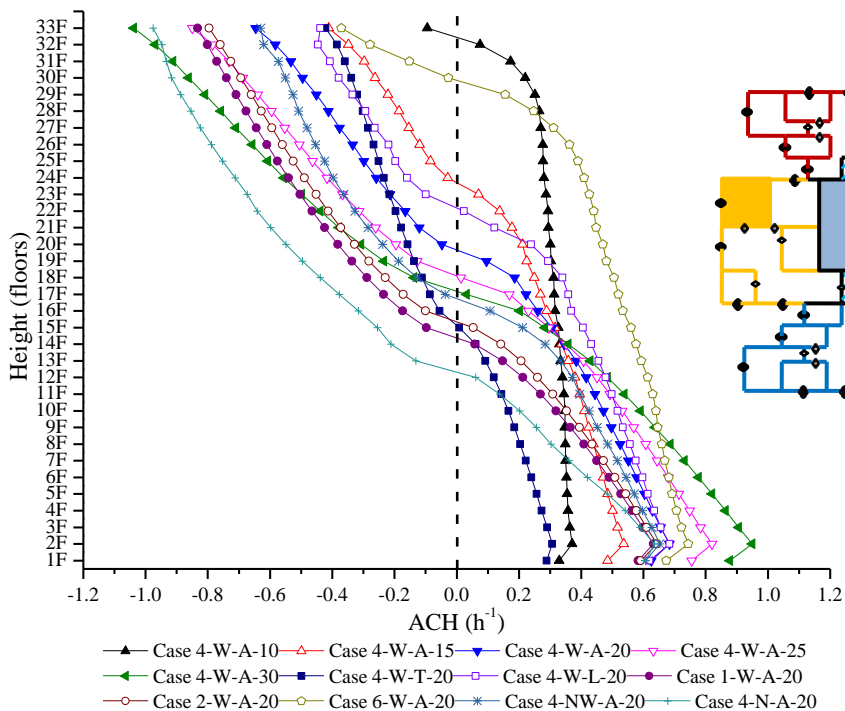 33F
32F
31F
30F
29F
28F
27F
26F
25F
24F
23F
22F
21F
20F
19F
18F
17F
16F
15F
14F
13F
12F
11F
10F
9F
8F
7F
6F
5F
4F
3F
2F
1F
Height (floors)
-1.2 -1.0 -0.8 -0.6 -0.4 -0.2 0.0 0.2 0.4 0.6 0.8 1.0 1.2
ACH (h⁻¹)
Case 4-W-A-10 Case 4-W-A-15 Case 4-W-A-20 Case 4-W-A-25
Case 4-W-A-30 Case 4-W-T-20 Case 4-W-L-20 Case 1-W-A-20
Case 2-W-A-20 Case 6-W-A-20 Case 4-NW-A-20 Case 4-N-A-20